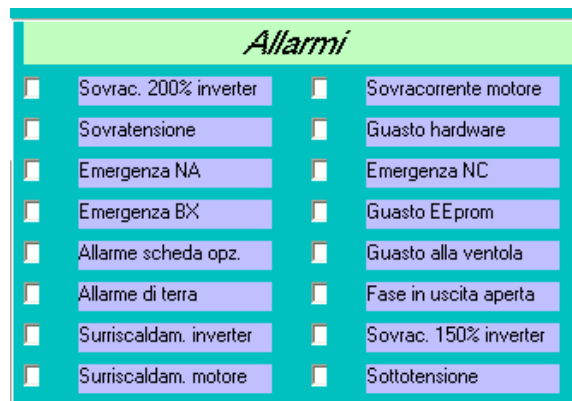 Allarmi
Sovrac. 200% inverter
Sovracorrente motore
Sovratensione
Guasto hardware
Emergenza NA
Emergenza NC
Emergenza BX
Guasto EEprom
Allarme scheda opz.
Guasto alla ventola
Allarme di terra
Fase in uscita aperta
Surriscaldam. inverter
Sovrac. 150% inverter
Surriscaldam. motore
Sottotensione